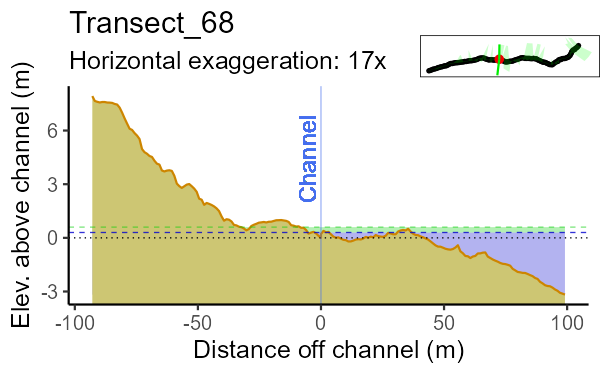 Transect_68
Horizontal exaggeration: 17x
Elev. above channel (m)
6
3
0
-3
Channel
-100
-50
0
50
100
Distance off channel (m)